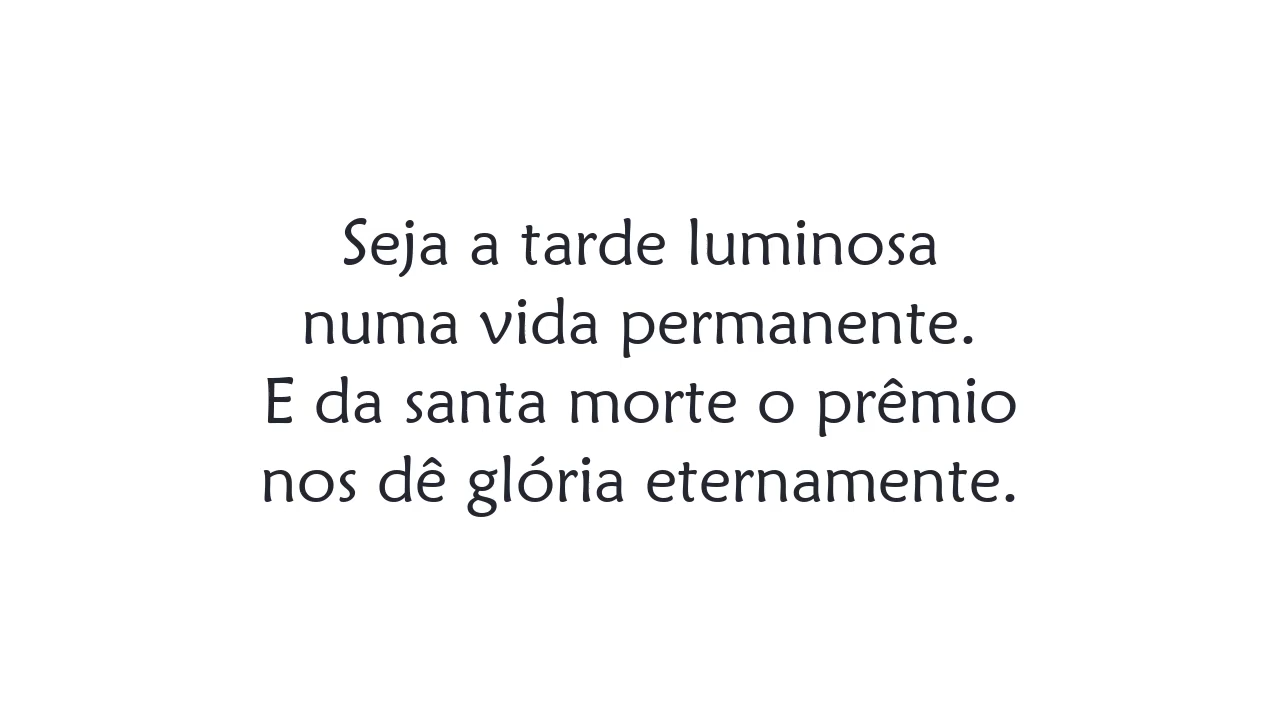 Seja a tarde luminosa
numa vida permanente.
E da santa morte o prêmio
nos dê glória eternamente.